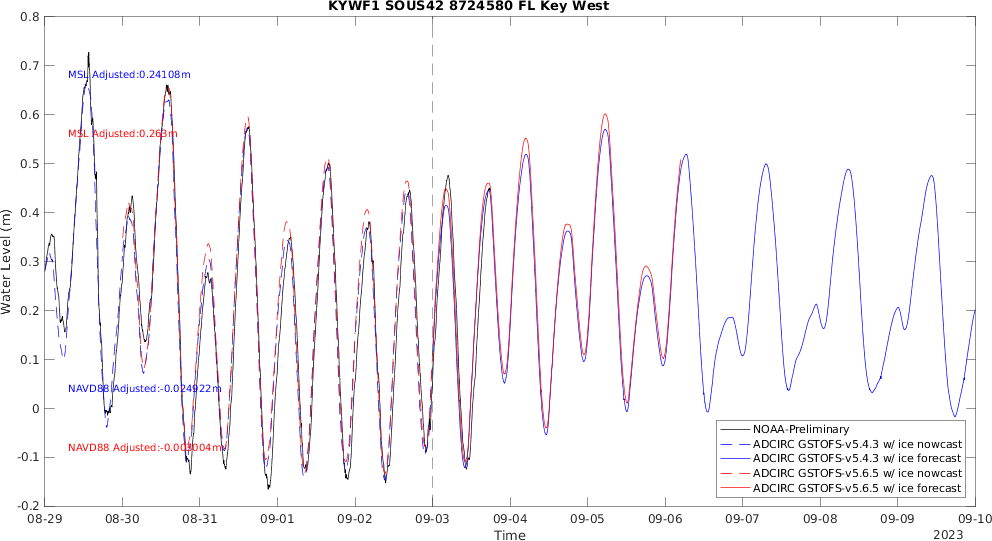 KYWF1 SOUS42 8724580 FL Key West
0.8
0.7
0.6
0.5
0.4
0.3
0.2
0.1
0
-0.1
-0.2
Water Level (m)
MSL Adjusted:0.24108m
MSL Adjusted:0.263m
NAVD88 Adjusted:-0.024922m
NAVD88 Adjusted:-0.003004m
NOAA-Preliminary
ADCIRC GSTOFS-v5.4.3 w/ ice nowcast
ADCIRC GSTOFS-v5.4.3 w/ ice forecast
ADCIRC GSTOFS-v5.6.5 w/ ice nowcast
ADCIRC GSTOFS-v5.6.5 w/ ice forecast
08-29 08-30 08-31 09-01 09-02 09-03 09-04 09-05 09-06 09-07 09-08 09-09 09-10
Time
2023